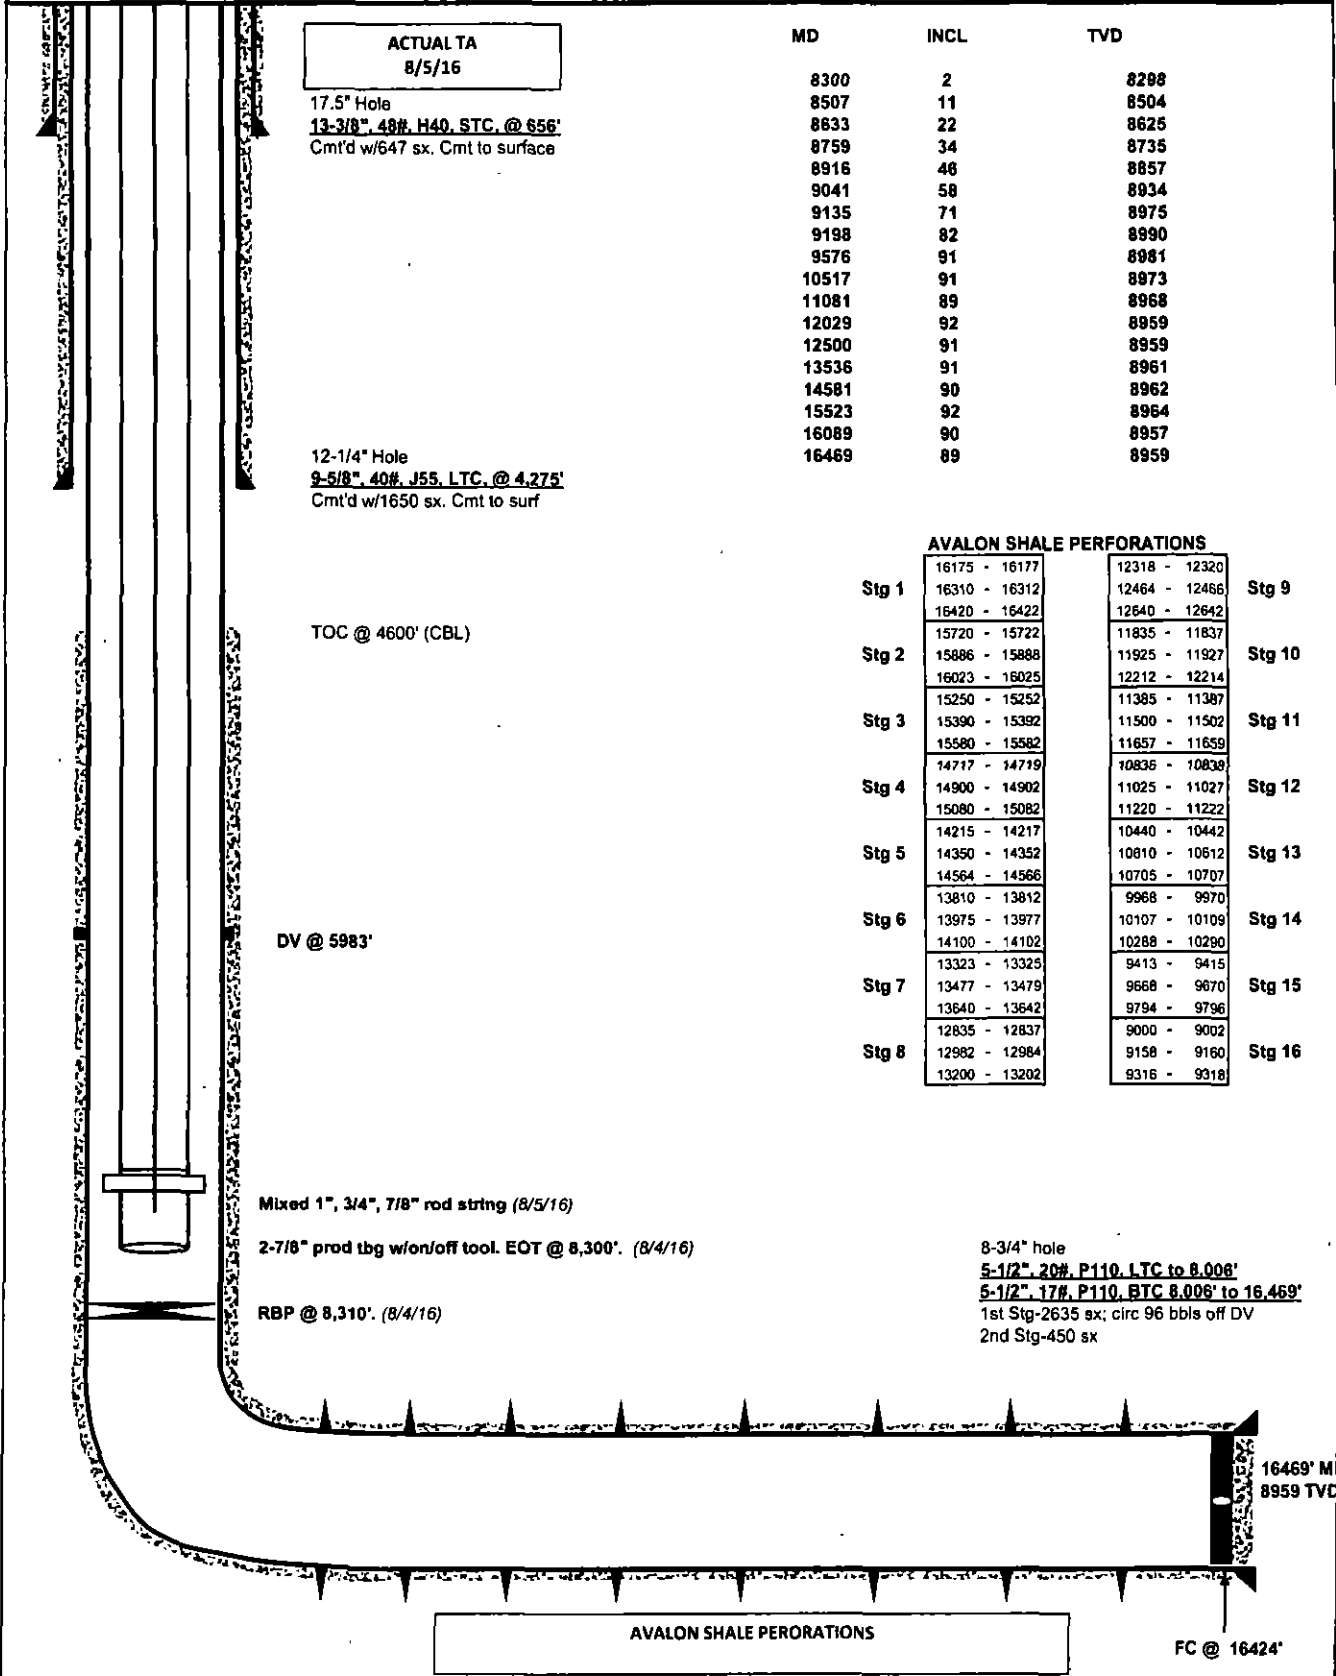 ACTUAL TA
8/5/16
17.5" Hole
13-3/8", 48#, H40, STC, @ 656'
Cmt'd w/647 sx. Cmt to surface
MD INCL TVD
8300 2 8298
8507 11 8504
8633 22 8625
8759 34 8735
8916 46 8857
9041 58 8934
9135 71 8975
9198 82 8990
9576 91 8981
10517 91 8973
11081 89 8968
12029 92 8959
12500 91 8959
13536 91 8961
14581 90 8962
15523 92 8964
16089 90 8957
16469 89 8959
12-1/4" Hole
9-5/8", 40#, J55, LTC, @ 4,275'
Cmt'd w/1650 sx. Cmt to surf
TOC @ 4600' (CBL)
DV @ 5983'
AVALON SHALE PERFORATIONS
16175 - 16177 12318 - 12320
Stg 1 16310 - 16312 12464 - 12466 Stg 9
16420 - 16422 12640 - 12642
15720 - 15722 11835 - 11837
Stg 2 15886 - 15888 11925 - 11927 Stg 10
16023 - 16025 12212 - 12214
15250 - 15252 11385 - 11387
Stg 3 15390 - 15392 11500 - 11502 Stg 11
15580 - 15582 11657 - 11659
14717 - 14719 10836 - 10838
Stg 4 14900 - 14902 11025 - 11027 Stg 12
15080 - 15082 11220 - 11222
14215 - 14217 10440 - 10442
Stg 5 14350 - 14352 10610 - 10612 Stg 13
14564 - 14566 10705 - 10707
13810 - 13812 9968 - 9970
Stg 6 13975 - 13977 10107 - 10109 Stg 14
14100 - 14102 10288 - 10290
13323 - 13325 9413 - 9415
Stg 7 13477 - 13479 9668 - 9670 Stg 15
13640 - 13642 9794 - 9796
12835 - 12837 9000 - 9002
Stg 8 12982 - 12984 9158 - 9160 Stg 16
13200 - 13202 9316 - 9318
Mixed 1", 3/4", 7/8" rod string (8/5/16)
2-7/8" prod tbg w/on/off tool. EOT @ 8,300'. (8/4/16)
RBP @ 8,310'. (8/4/16)
8-3/4" hole
5-1/2", 20#, P110, LTC to 8,006'
5-1/2", 17#, P110, BTC 8,006' to 16,469'
1st Stg-2635 sx; circ 96 bbls off DV
2nd Stg-450 sx
16469' M
8959 TVD
AVALON SHALE PERORATIONS
FC @ 16424'